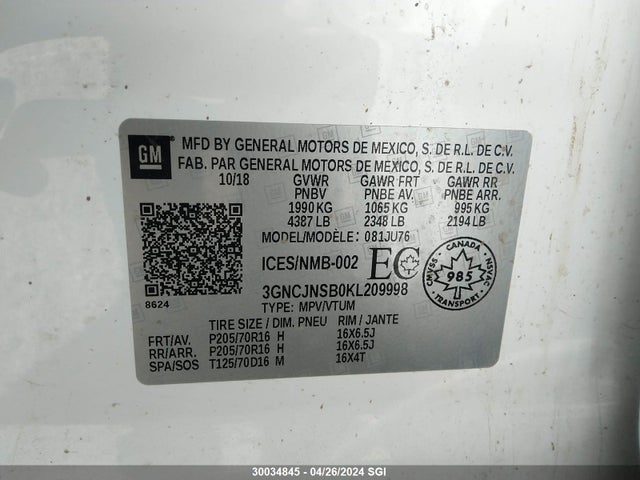 GM
MFD BY GENERAL MOTORS DE MEXICO, S. DE R.L. DE C.V.
FAB. PAR GENERAL MOTORS DE MEXICO, S. DE R.L. DE C.V.
10/18 GVWR GAWR FRT GAWR RR
PNBV PNBE AV. PNBE ARR.
1990 KG 1065 KG 995 KG
4387 LB 2348 LB 2194 LB
MODEL/MODÈLE: 081JU76
ICES/NMB-002 EC
CANADA
CMVSS 985 NSVAC
3GNCJNSB0KL209998
8624
TYPE: MPV/VTUM
TIRE SIZE / DIM. PNEU RIM / JANTE
FRT/AV. P205/70R16 H 16X6.5J
RR/ARR. P205/70R16 H 16X6.5J
SPA/SOS T125/70D16 M 16X4T
30034845 - 04/26/2024 SGI